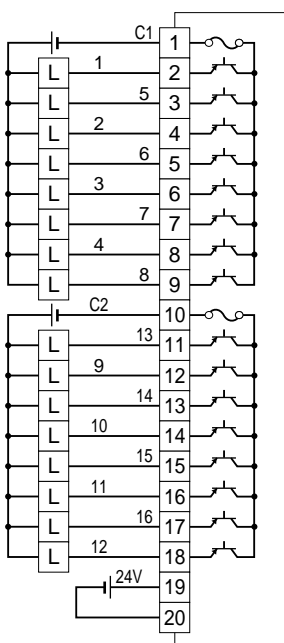 C1 1
L 1 2
L 5 3
L 2 4
L 6 5
L 3 6
L 7 7
L 4 8
L 8 9
C2 10
L 13 11
L 9 12
L 14 13
L 10 14
L 15 15
L 11 16
L 16 17
L 12 18
24V 19
20